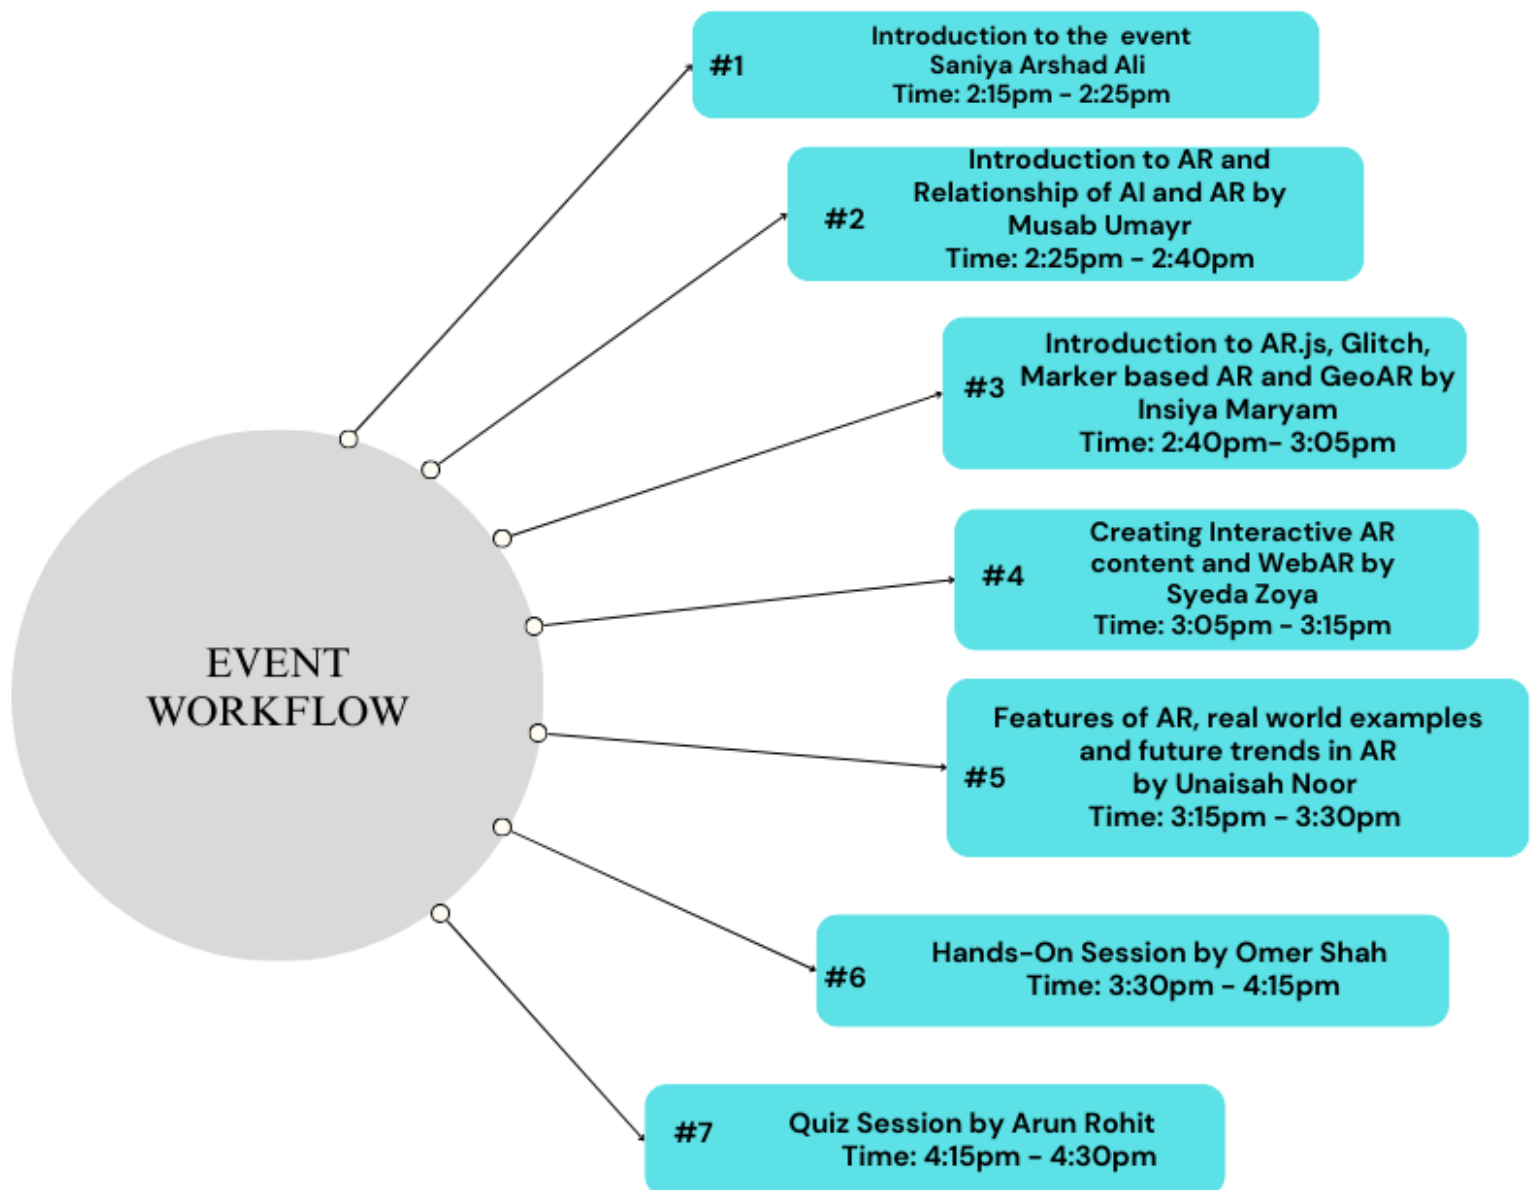 EVENT
WORKFLOW
#1
Introduction to the event
Saniya Arshad Ali
Time: 2:15pm - 2:25pm
#2
Introduction to AR and
Relationship of AI and AR by
Musab Umayr
Time: 2:25pm - 2:40pm
#3
Introduction to AR.js, Glitch,
Marker based AR and GeoAR by
Insiya Maryam
Time: 2:40pm- 3:05pm
#4
Creating Interactive AR
content and WebAR by
Syeda Zoya
Time: 3:05pm - 3:15pm
#5
Features of AR, real world examples
and future trends in AR
by Unaisah Noor
Time: 3:15pm - 3:30pm
#6
Hands-On Session by Omer Shah
Time: 3:30pm - 4:15pm
#7
Quiz Session by Arun Rohit
Time: 4:15pm - 4:30pm